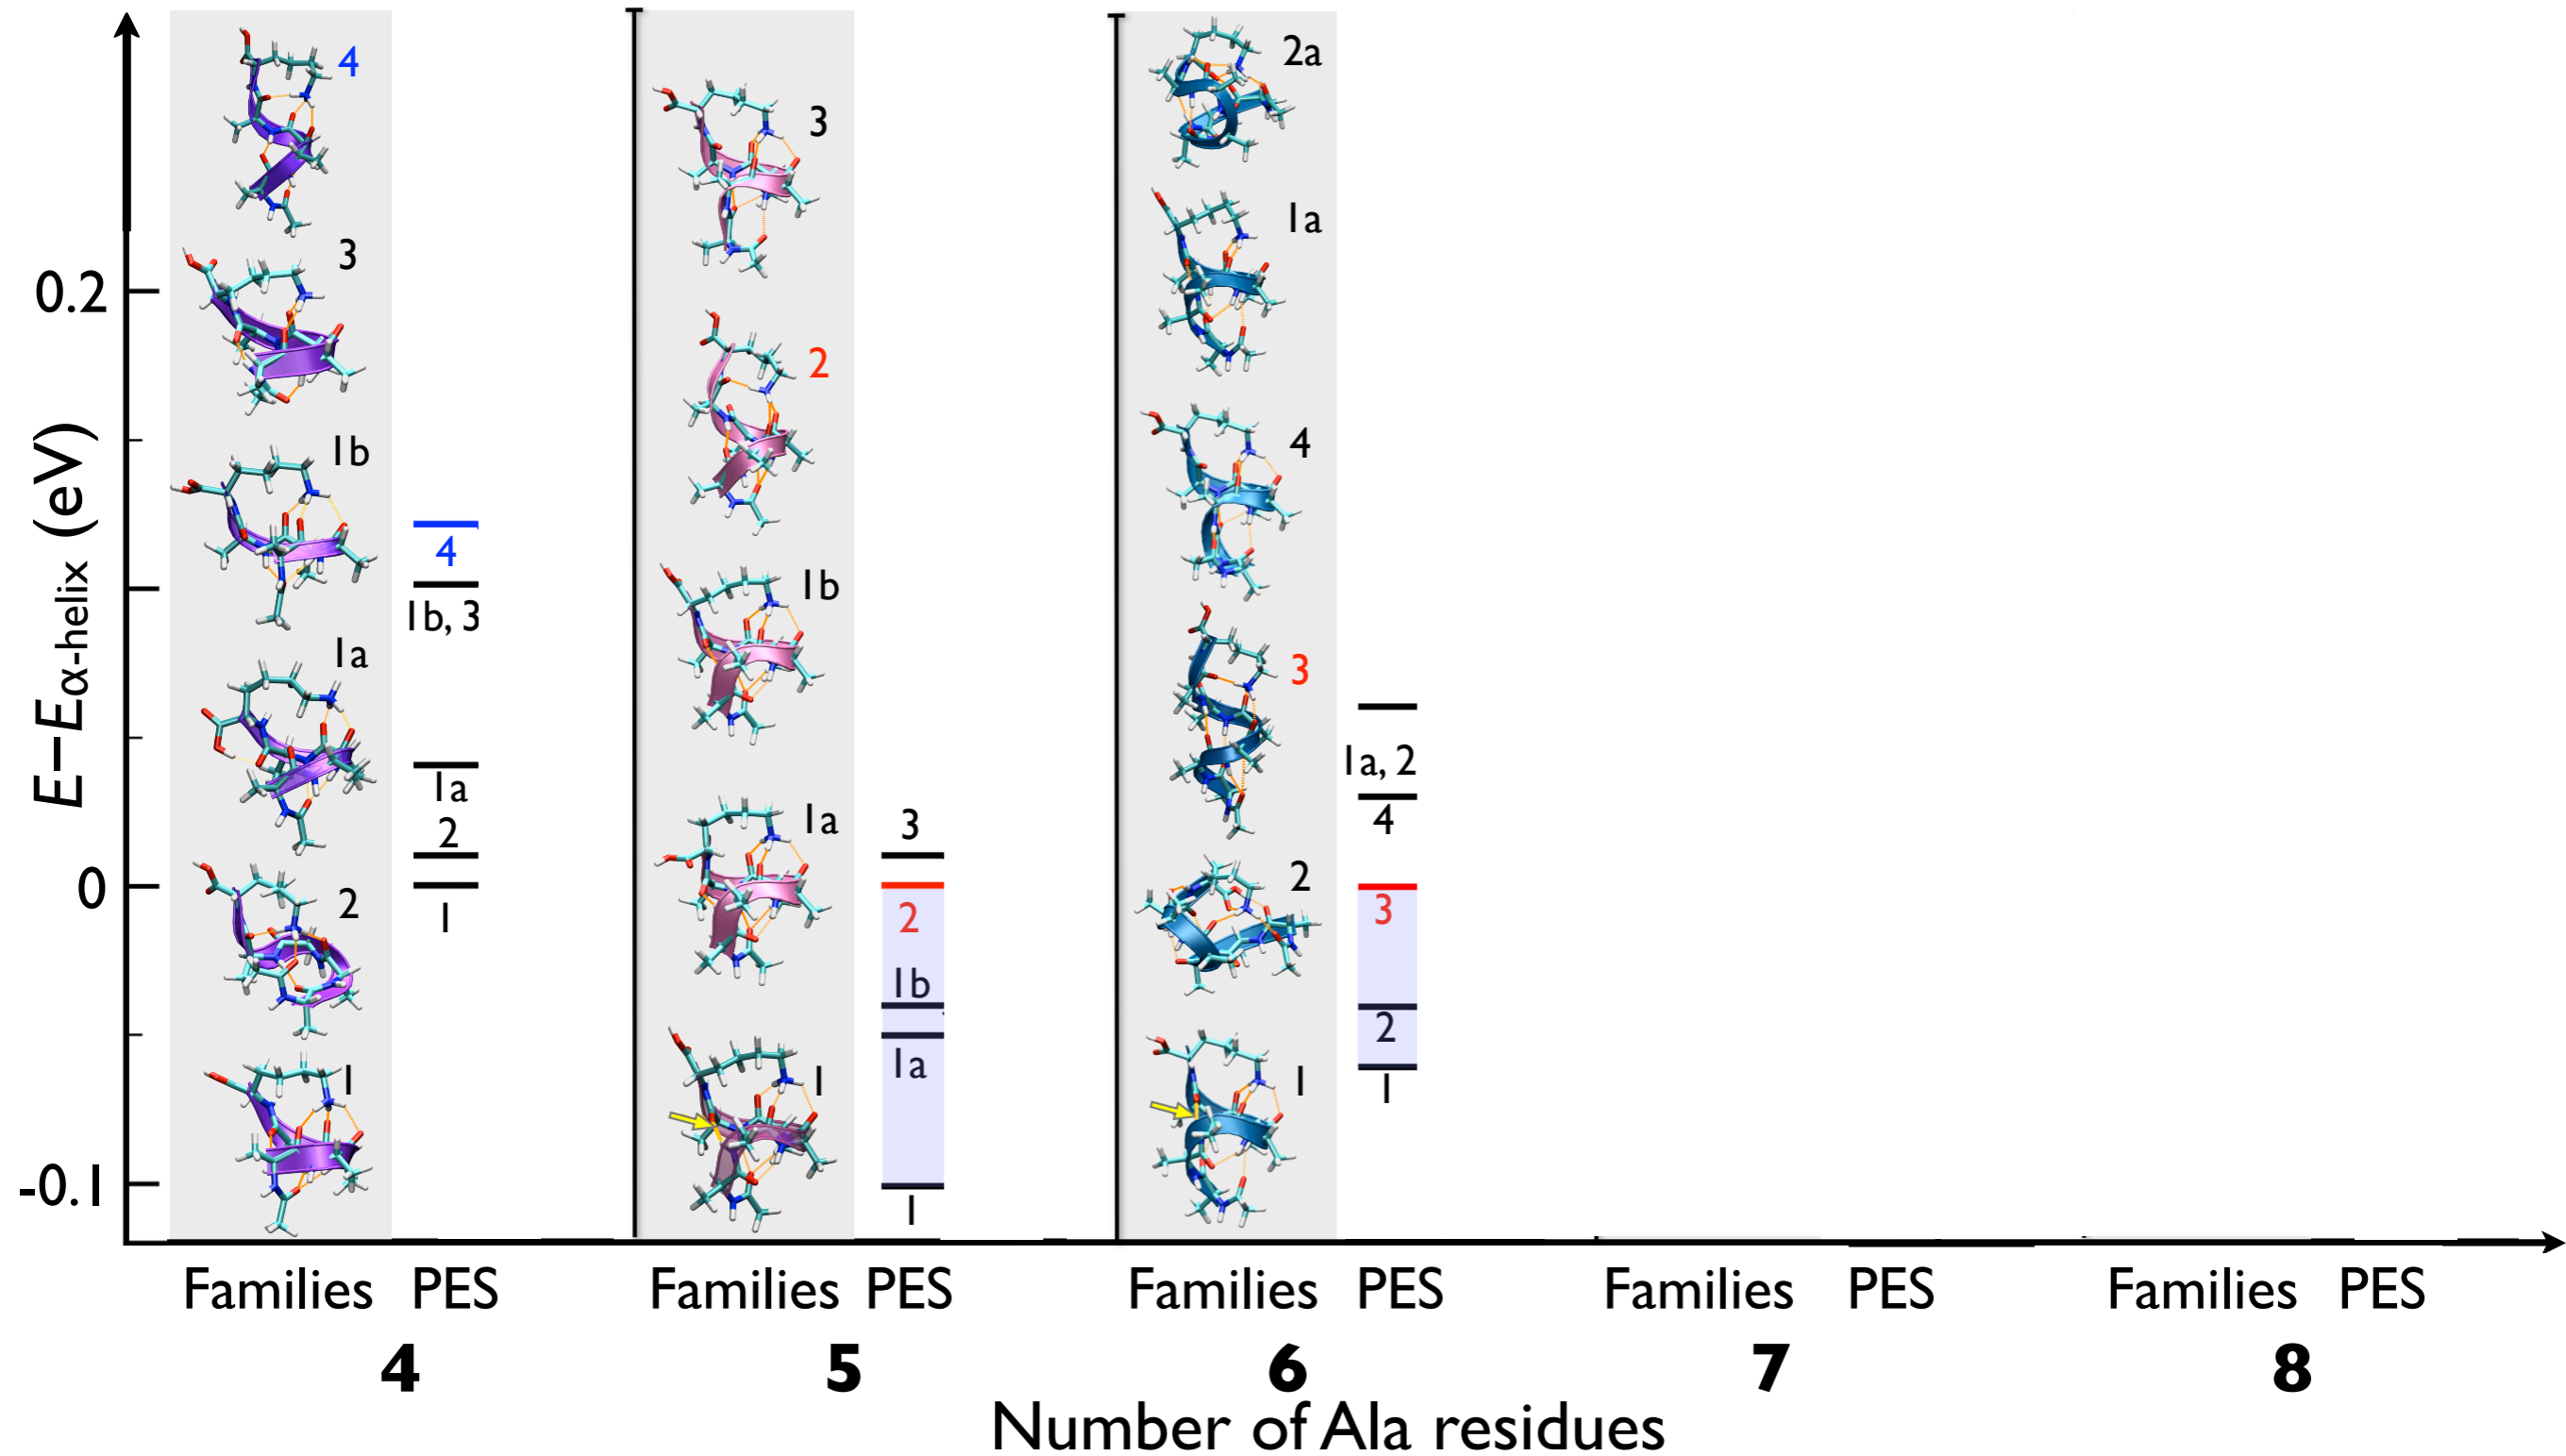 E−Eα-helix (eV)
0.2
0
-0.1
4
3
1b
1a
2
1
4
1b, 3
1a
2
1
3
2
1b
1a
1
3
2
1b
1a
1
2a
1a
4
3
2
1
1a, 2
4
3
2
1
Families PES
Families PES
Families PES
Families PES
Families PES
4
5
6
7
8
Number of Ala residues